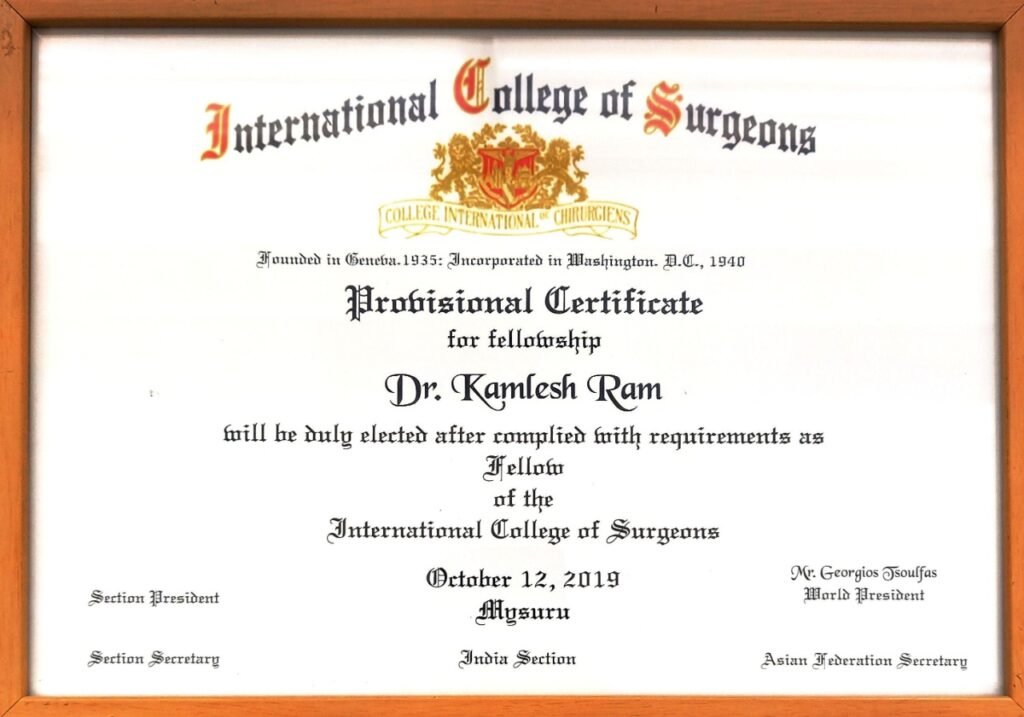 International College of Surgeons
COLLEGE INTERNATIONAL DE CHIRURGIENS
Founded in Geneva.1935: Incorporated in Washington. D.C., 1940
Provisional Certificate
for fellowship
Dr. Kamlesh Ram
will be duly elected after complied with requirements as
Fellow
of the
International College of Surgeons
October 12, 2019
Mysuru
Mr. Georgios Tsoulfas
World President
Section President
Section Secretary
India Section
Asian Federation Secretary